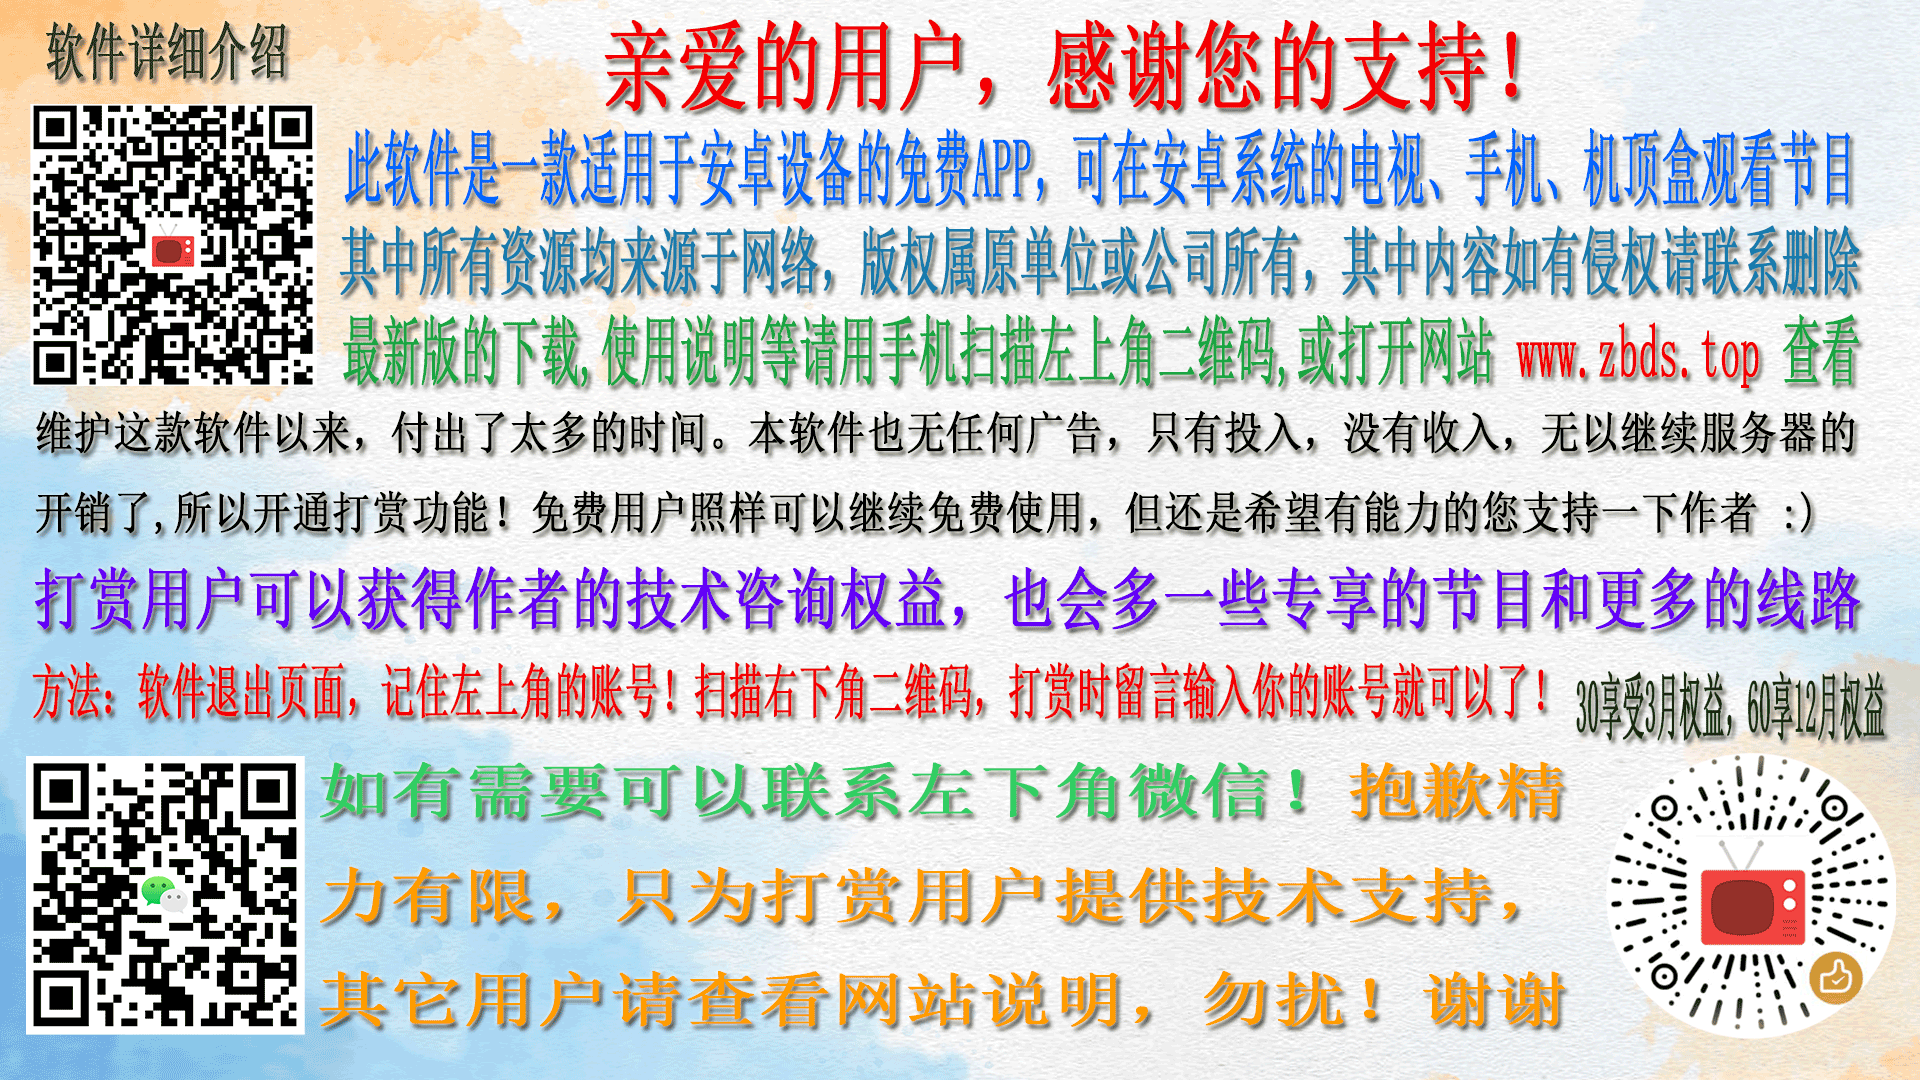 软件详细介绍
亲爱的用户，感谢您的支持！
此软件是一款适用于安卓设备的免费APP，可在安卓系统的电视、手机、机顶盒观看节目
其中所有资源均来源于网络，版权属原单位或公司所有，其中内容如有侵权请联系删除
最新版的下载,使用说明等请用手机扫描左上角二维码,或打开网站 www.zbds.top 查看
维护这款软件以来，付出了太多的时间。本软件也无任何广告，只有投入，没有收入，无以继续服务器的
开销了,所以开通打赏功能！免费用户照样可以继续免费使用，但还是希望有能力的您支持一下作者 :)
打赏用户可以获得作者的技术咨询权益，也会多一些专享的节目和更多的线路
方法：软件退出页面，记住左上角的账号！扫描右下角二维码，打赏时留言输入你的账号就可以了！
30享受3月权益，60享12月权益
如有需要可以联系左下角微信！抱歉精
力有限，只为打赏用户提供技术支持，
其它用户请查看网站说明，勿扰！谢谢